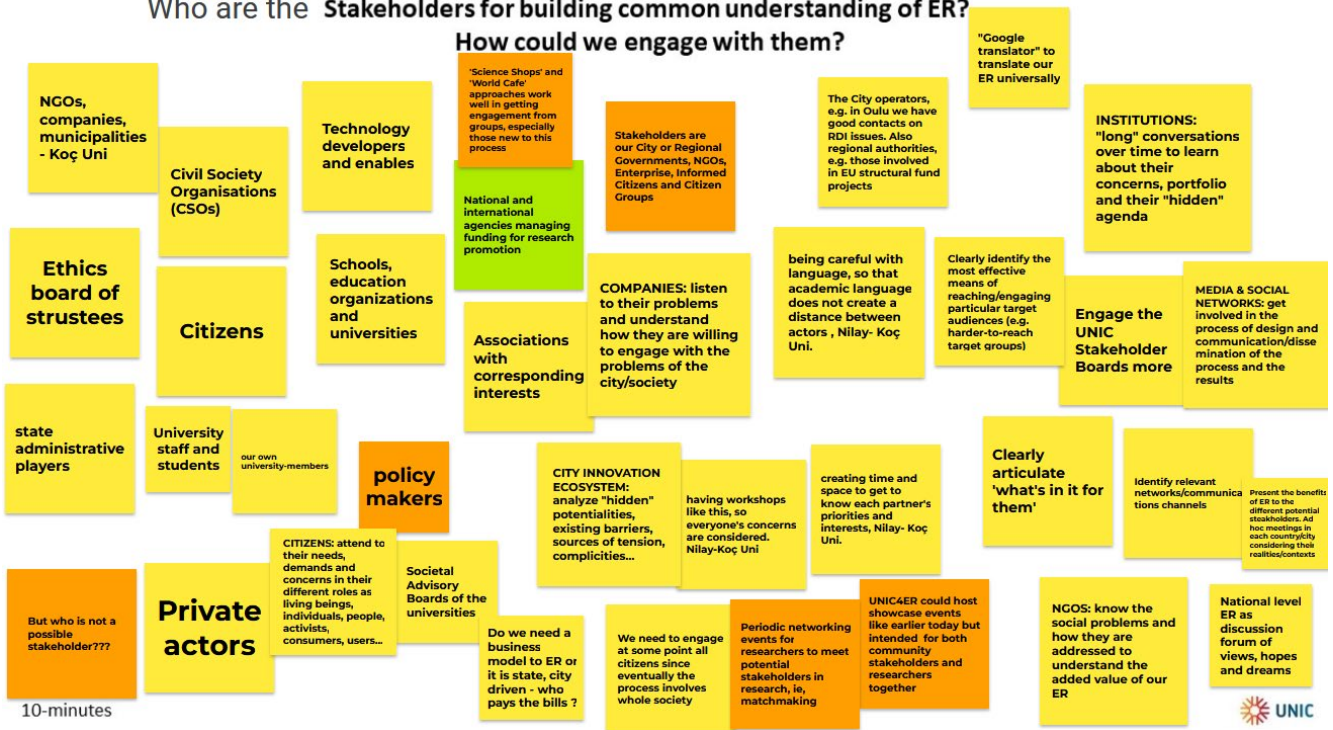 Who are the Stakeholders for building common understanding of ER?
How could we engage with them?
"Google
translator" to
translate our
ER universally
NGOs,
companies,
municipalities
- Koç Uni
Civil Society
Organisations
(CSOs)
Technology
developers
and enables
'Science Shops' and
'World Cafe'
approaches work
well in getting
engagement from
groups, especially
those new to this
process
Stakeholders are
our City or Regional
Governments, NGOs,
Enterprise, Informed
Citizens and Citizen
Groups
The City operators,
e.g. in Oulu we have
good contacts on
RDI issues. Also
regional authorities,
e.g. those involved
in EU structural fund
projects
INSTITUTIONS:
"long" conversations
over time to learn
about their
concerns, portfolio
and their "hidden"
agenda
National and
international
agencies managing
funding for research
promotion
Ethics
board of
strustees
Citizens
Schools,
education
organizations
and
universities
Associations
with
corresponding
interests
COMPANIES: listen
to their problems
and understand
how they are willing
to engage with the
problems of the
city/society
being careful with
language, so that
academic language
does not create a
distance between
actors , Nilay- Koç
Uni.
Clearly identify the
most effective
means of
reaching/engaging
particular target
audiences (e.g.
harder-to-reach
target groups)
Engage the
UNIC
Stakeholder
Boards more
MEDIA & SOCIAL
NETWORKS: get
involved in the
process of design and
communication/disse
mination of the
process and the
results
state
administrative
players
University
staff and
students
our own
university-members
policy
makers
CITY INNOVATION
ECOSYSTEM:
analyze "hidden"
potentialities,
existing barriers,
sources of tension,
complicities...
having workshops
like this, so
everyone's concerns
are considered.
Nilay-Koç Uni
creating time and
space to get to
know each partner's
priorities and
interests, Nilay- Koç
Uni.
Clearly
articulate
'what's in it for
them'
Identify relevant
networks/communica
tions channels
Present the benefits
of ER to the
different potential
steakholders. Ad
hoc meetings in
each country/city
considering their
realities/contexts
But who is not a
possible
stakeholder???
Private
actors
CITIZENS: attend to
their needs,
demands and
concerns in their
different roles as
living beings,
individuals, people,
activists,
consumers, users...
Societal
Advisory
Boards of the
universities
Do we need a
business
model to ER or
it is state, city
driven - who
pays the bills ?
We need to engage
at some point all
citizens since
eventually the
process involves
whole society
Periodic networking
events for
researchers to meet
potential
stakeholders in
research, ie,
matchmaking
UNIC4ER could host
showcase events
like earlier today but
intended for both
community
stakeholders and
researchers
together
NGOS: know the
social problems and
how they are
addressed to
understand the
added value of our
ER
National level
ER as
discussion
forum of
views, hopes
and dreams
10-minutes
UNIC